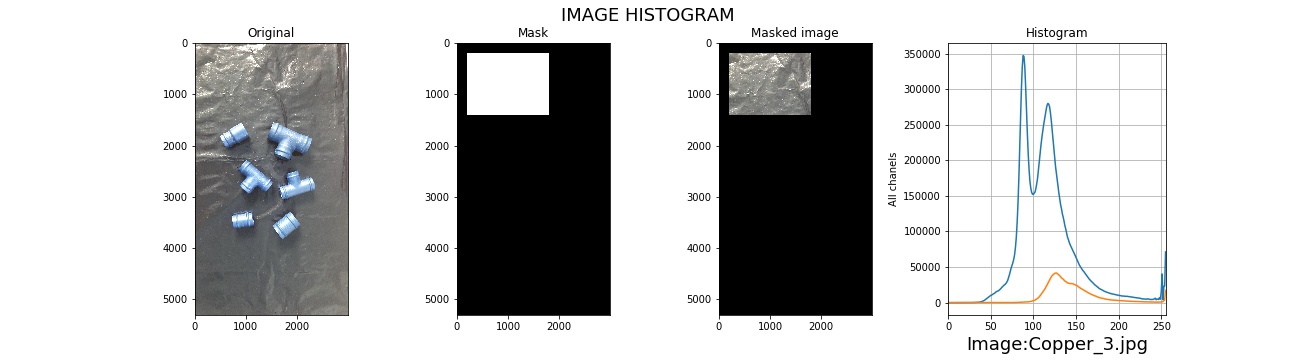 IMAGE HISTOGRAM
Original
0
1000
2000
3000
4000
5000
0 1000 2000
Mask
0
1000
2000
3000
4000
5000
0 1000 2000
Masked image
0
1000
2000
3000
4000
5000
0 1000 2000
Histogram
All chanels
350000
300000
250000
200000
150000
100000
50000
0
0 50 100 150 200 250
Image:Copper_3.jpg